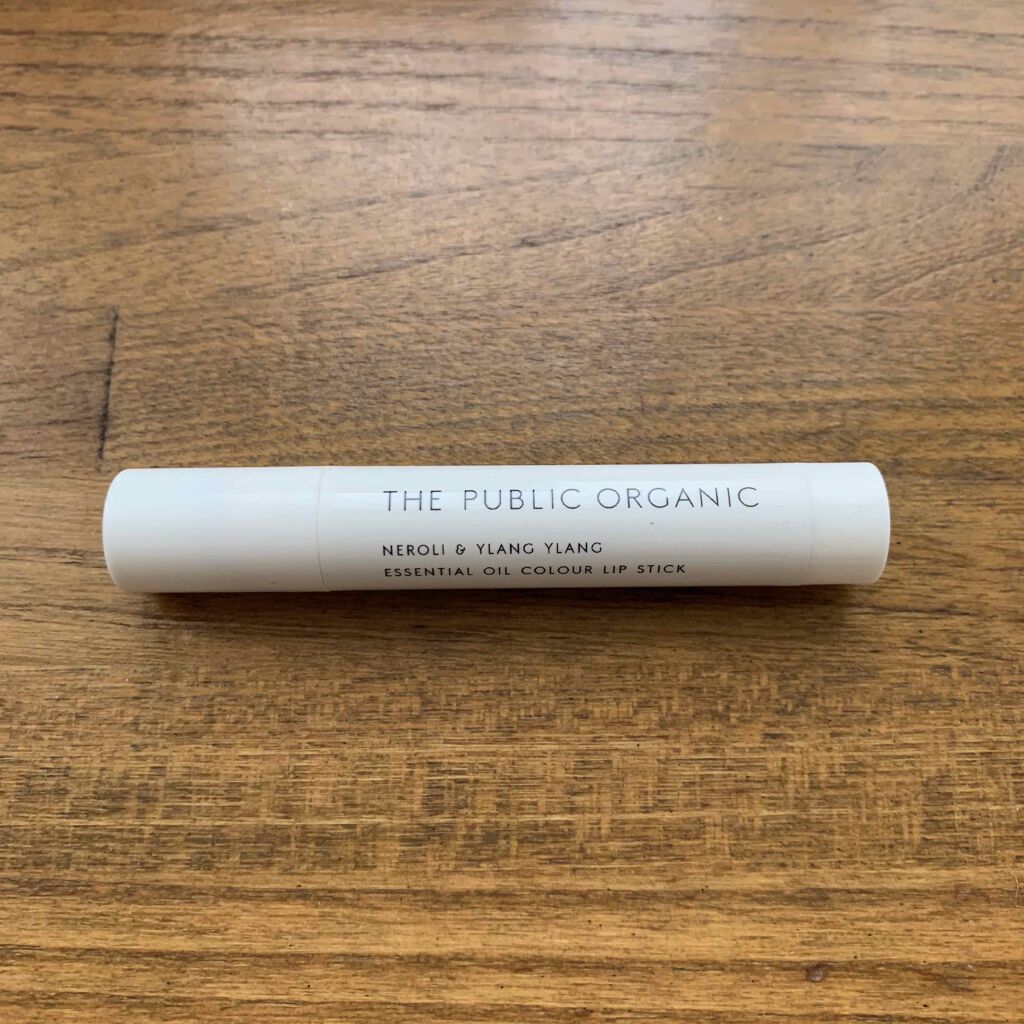 THE PUBLIC ORGANIC
NEROLI & YLANG YLANG
ESSENTIAL OIL COLOUR LIP STICK